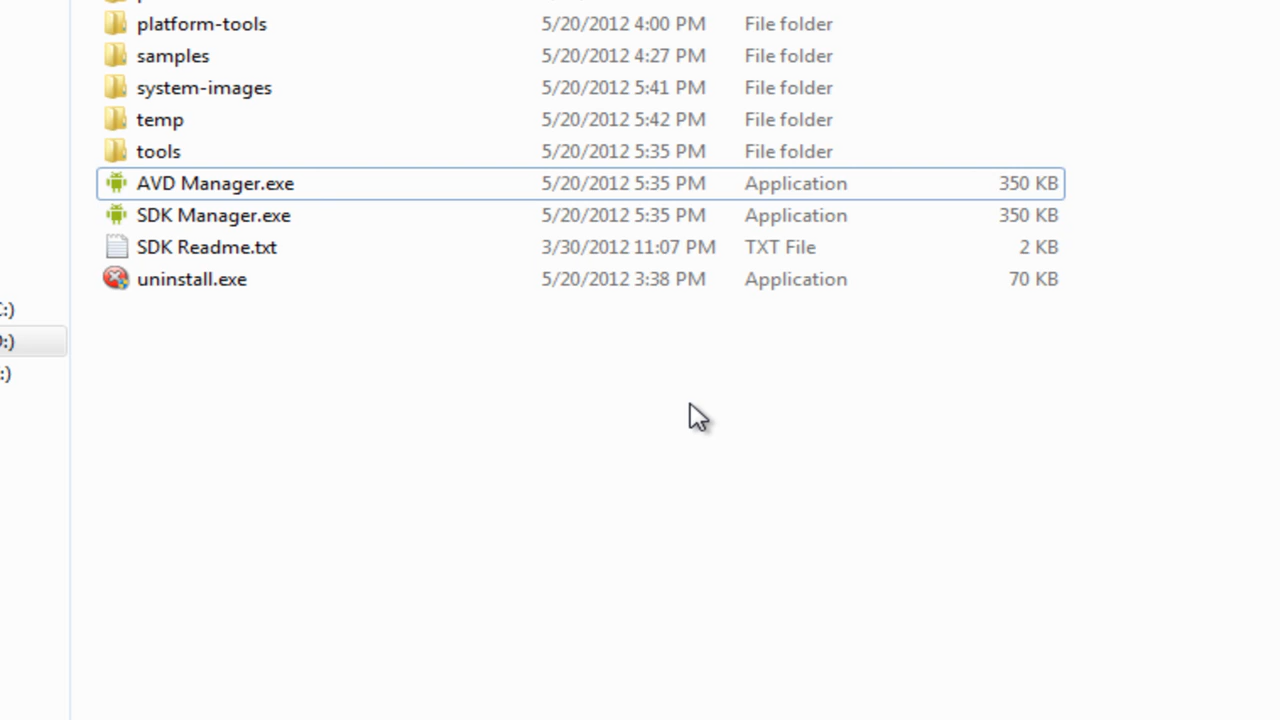 platform-tools 5/20/2012 4:00 PM File folder
samples 5/20/2012 4:27 PM File folder
system-images 5/20/2012 5:41 PM File folder
temp 5/20/2012 5:42 PM File folder
tools 5/20/2012 5:35 PM File folder
AVD Manager.exe 5/20/2012 5:35 PM Application 350 KB
SDK Manager.exe 5/20/2012 5:35 PM Application 350 KB
SDK Readme.txt 3/30/2012 11:07 PM TXT File 2 KB
uninstall.exe 5/20/2012 3:38 PM Application 70 KB
:)
:)
:)